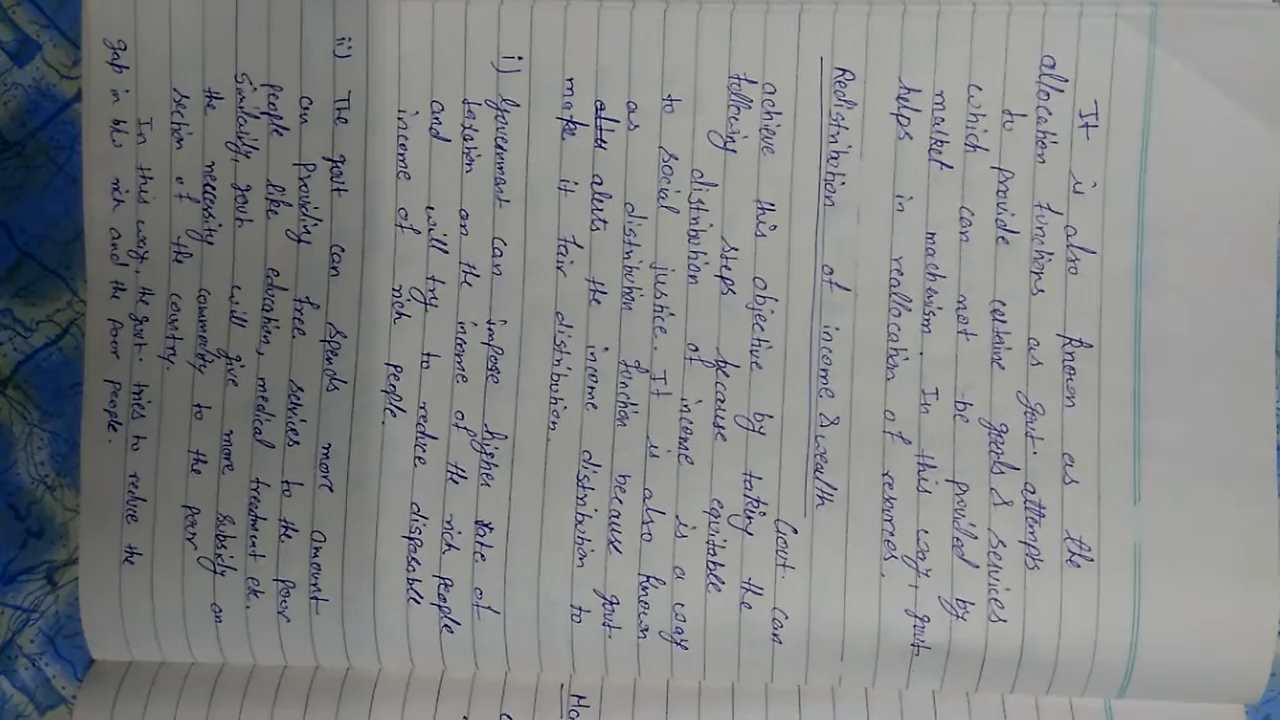 It is also known as the
allocation functions as govt. attempts
to provide certaine goods & services
which can not be provided by
market machenism. In this way, govt.
helps in reallocation of resources.
Redistribution of income & wealth
Govt. can
achieve this objective by taking the
following steps because equitable
distribution of income is a way
to social justice. It is also known
as distribution function because govt.
alerts the income distribution to
make it fair distribution.
i) Government can impose higher rate of
taxation on the income of the rich people
and will try to reduce disposable
income of rich people.
ii) The govt can spends more amount
on providing free services to the poor
people like education, medical treatment etc.
Similarly, govt will give more subsidy on
the necessity commodity to the poor
section of the country.
In this way, the govt. tries to reduce the
gap in b/w rich and the poor people.